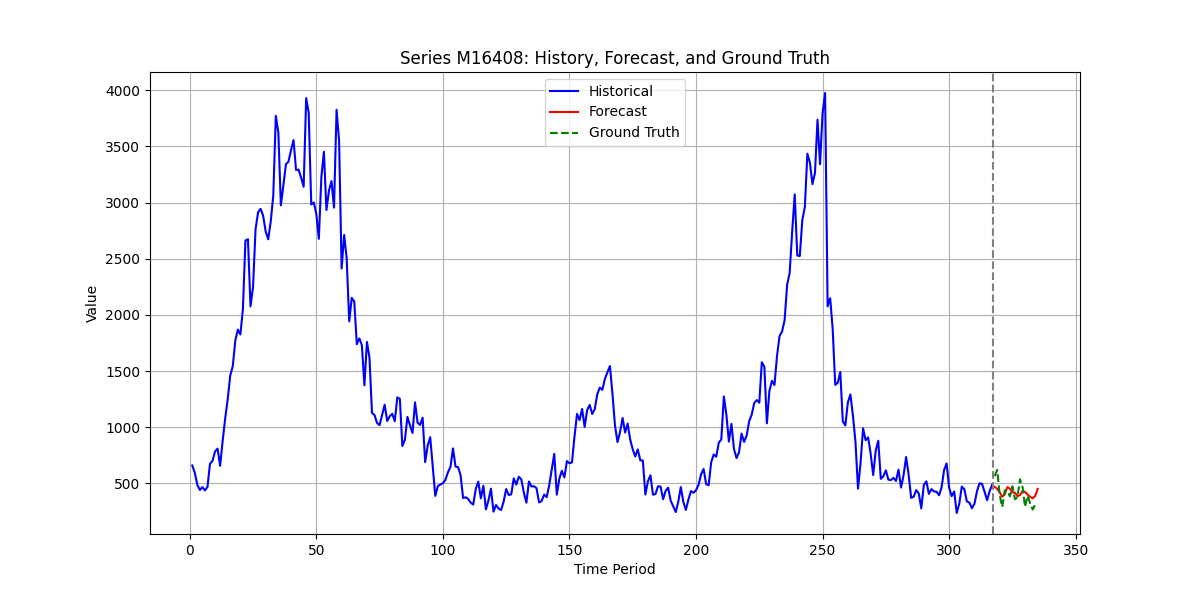 Series M16408: History, Forecast, and Ground Truth
Historical
Forecast
Ground Truth
4000
3500
3000
2500
2000
1500
1000
500
Value
0 50 100 150 200 250 300 350
Time Period